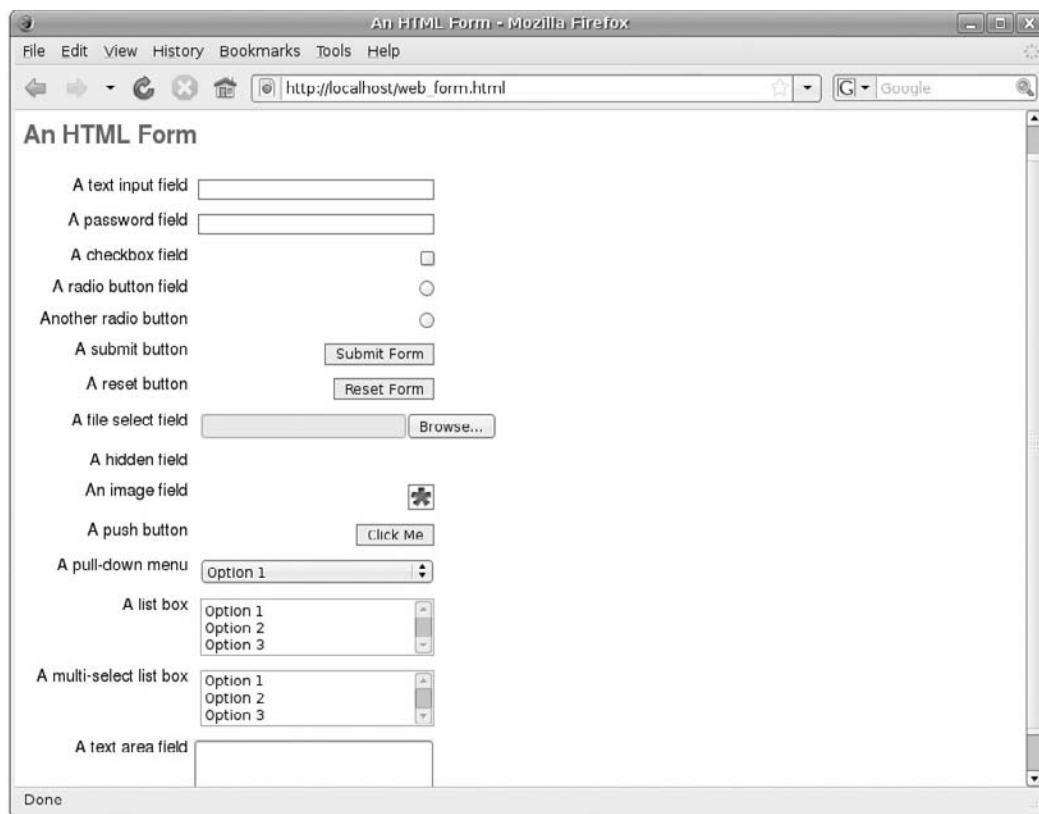 An HTML Form - Mozilla Firefox
File Edit View History Bookmarks Tools Help
http://localhost/web_form.html G Google
An HTML Form
A text input field
A password field
A checkbox field
A radio button field
Another radio button
A submit button Submit Form
A reset button Reset Form
A file select field Browse...
A hidden field
An image field
A push button Click Me
A pull-down menu Option 1
A list box Option 1
Option 2
Option 3
A multi-select list box Option 1
Option 2
Option 3
A text area field
Done